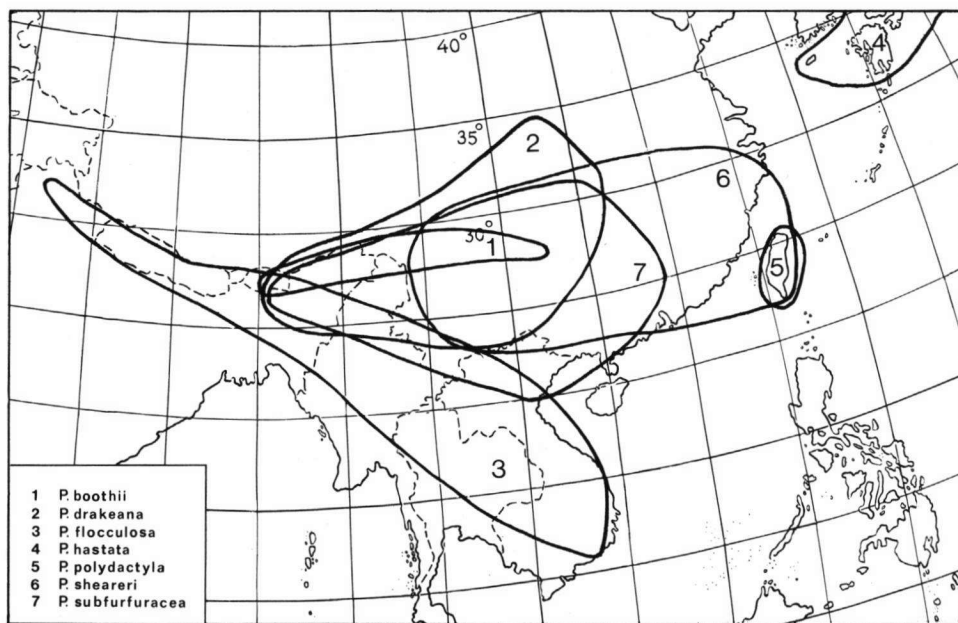 40°
4
35°
2
6
30°
1
5
7
3
1 P. boothii
2 P. drakeana
3 P. flocculosa
4 P. hastata
5 P. polydactyla
6 P. sheareri
7 P. subfurfuracea